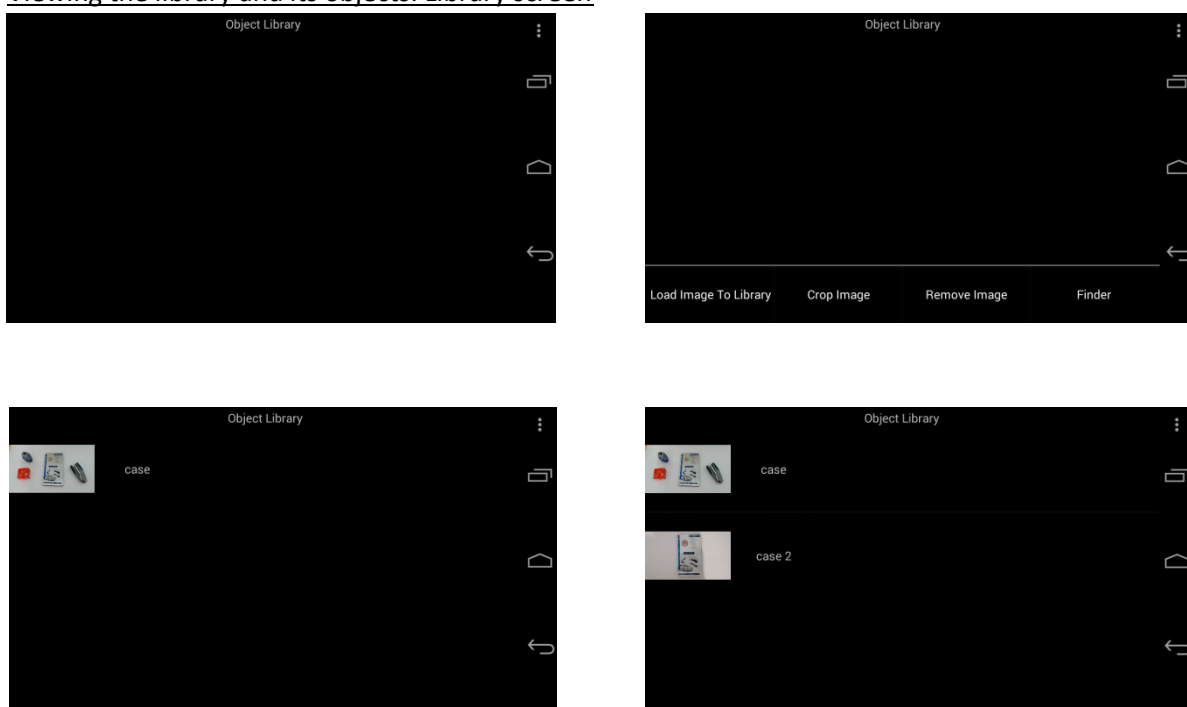 Viewing the library and its objects: Library screen
Object Library
Object Library
Load Image To Library Crop Image Remove Image Finder
Object Library
case
Object Library
case
case 2